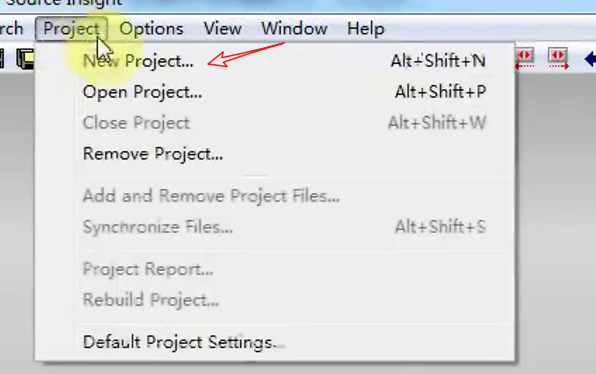 Source Insight
rch Project Options View Window Help
New Project... Alt+Shift+N
Open Project... Alt+Shift+P
Close Project Alt+Shift+W
Remove Project...
Add and Remove Project Files...
Synchronize Files... Alt+Shift+S
Project Report...
Rebuild Project...
Default Project Settings...